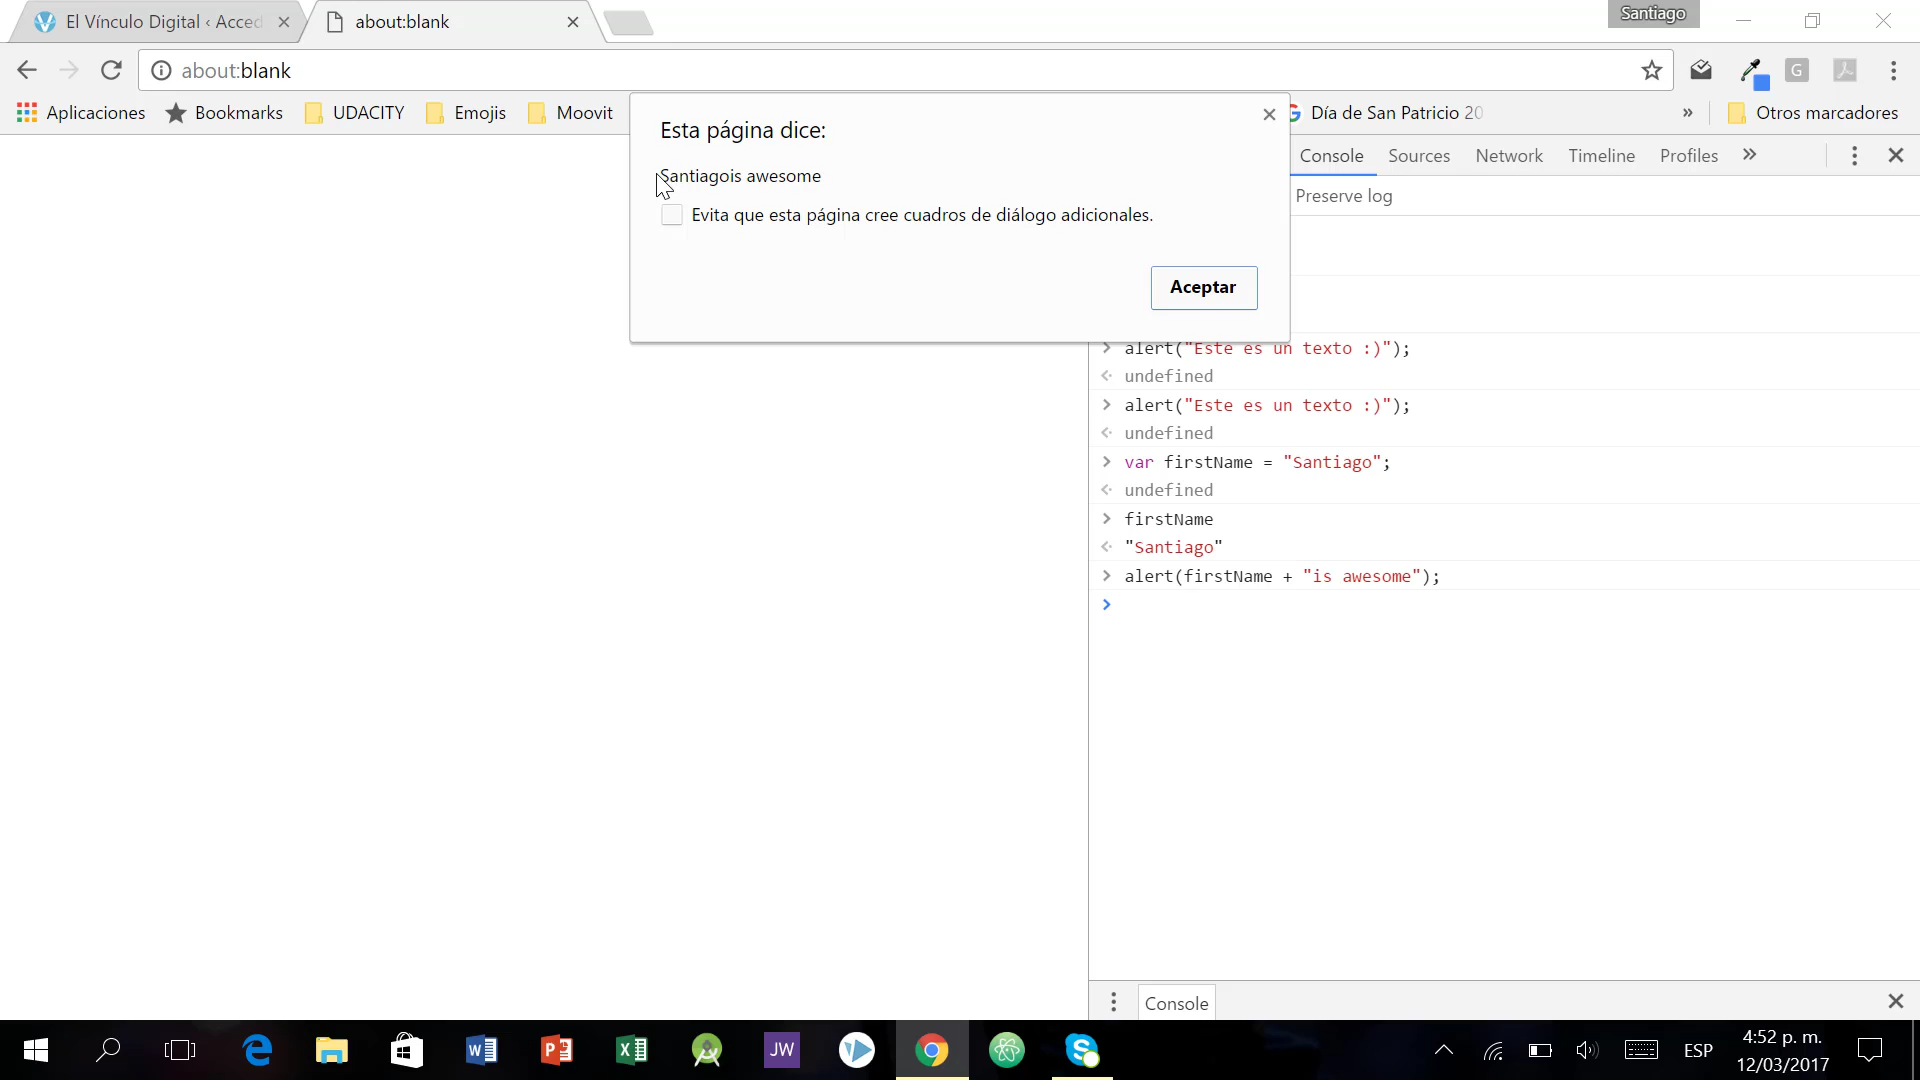 El Vínculo Digital ‹ Acced
about:blank
Santiago
about:blank
Aplicaciones
Bookmarks
UDACITY
Emojis
Moovit
Día de San Patricio 20
»
Otros marcadores
Esta página dice:
Santiagois awesome
Evita que esta página cree cuadros de diálogo adicionales.
Aceptar
Console Sources Network Timeline Profiles »
Preserve log
> alert("Este es un texto :)");
undefined
> alert("Este es un texto :)");
undefined
> var firstName = "Santiago";
undefined
> firstName
"Santiago"
> alert(firstName + "is awesome");
>
Console
JW
ESP
4:52 p. m.
12/03/2017